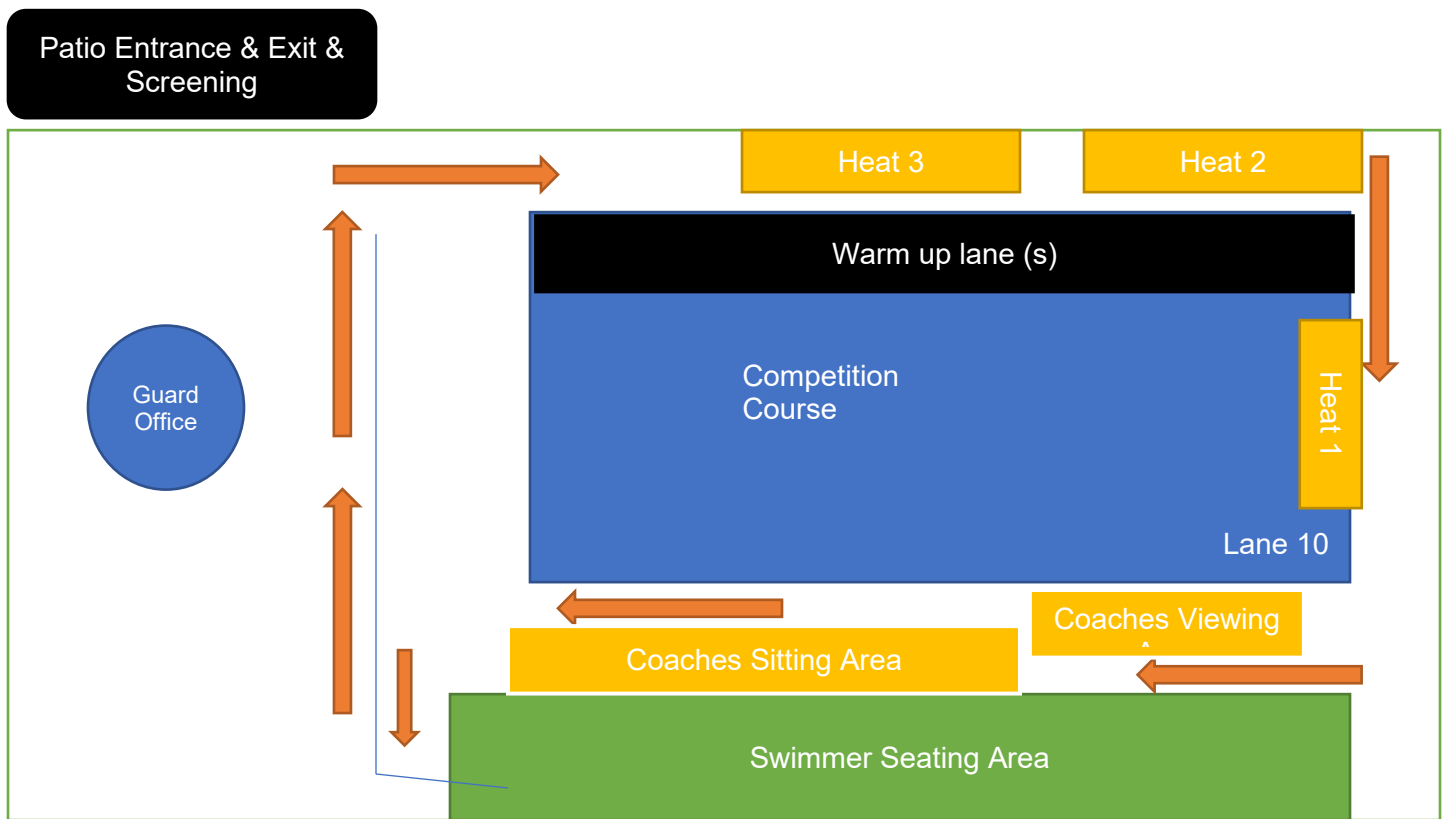 Patio Entrance & Exit &
Screening
Heat 3
Heat 2
Warm up lane (s)
Competition
Course
Heat 1
Guard
Office
Lane 10
Coaches Viewing
Coaches Sitting Area
Swimmer Seating Area